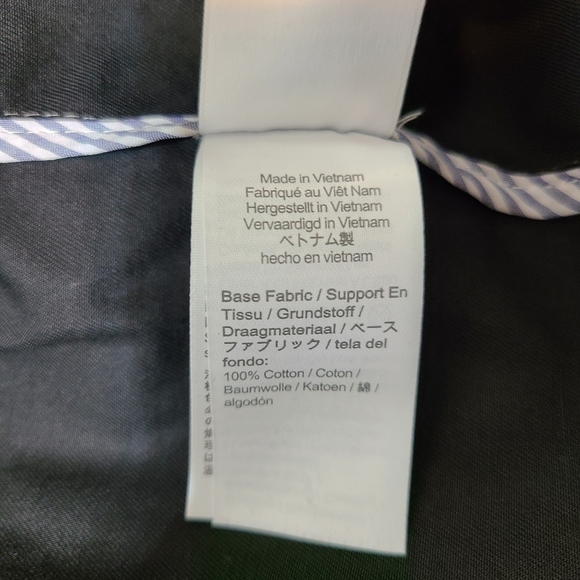 Made in Vietnam
Fabriqué au Viêt Nam
Hergestellt in Vietnam
Vervaardigd in Vietnam
ベトナム製
hecho en vietnam
Base Fabric / Support En
Tissu / Grundstoff /
Draagmateriaal / ベース
ファブリック / tela del
fondo:
100% Cotton / Coton /
Baumwolle / Katoen / 綿 /
algodón